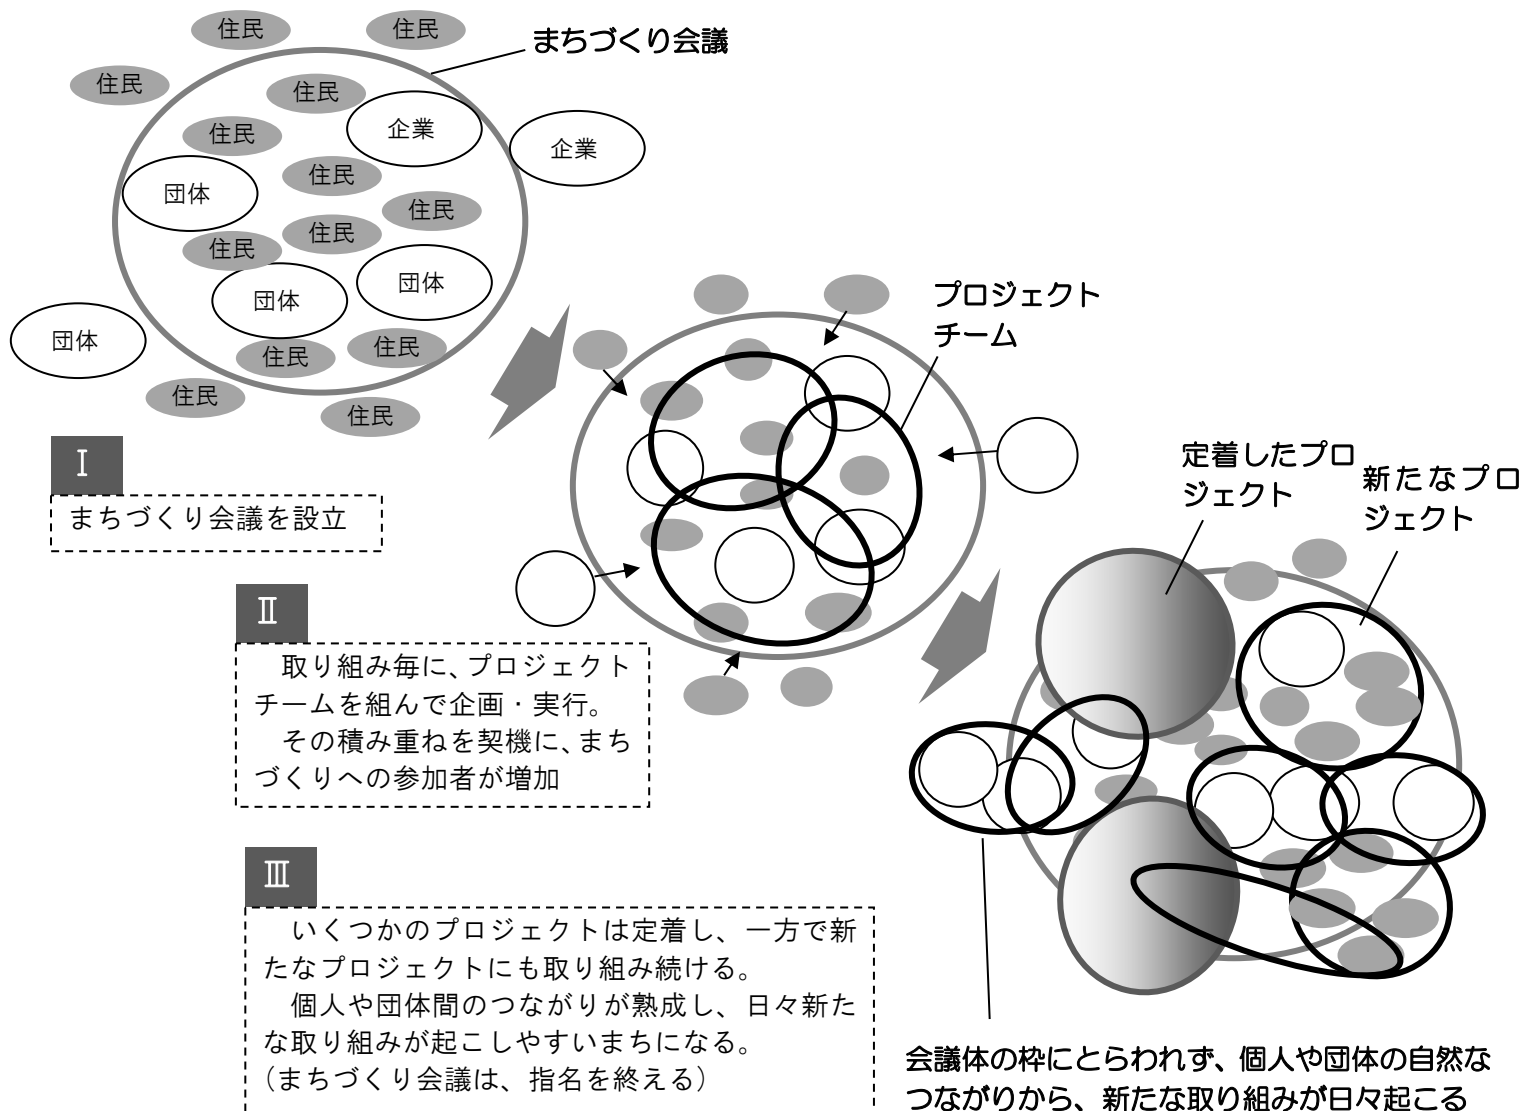 住民
住民
まちづくり会議
住民
住民
企業
住民
企業
住民
団体
住民
住民
住民
団体
団体
団体
住民
住民
住民
住民
プロジェクト
チーム
Ⅰ
まちづくり会議を設立
定着したプロ
ジェクト
新たなプロ
ジェクト
Ⅱ
取り組み毎に、プロジェクト
チームを組んで企画・実行。
その積み重ねを契機に、まち
づくりへの参加者が増加
Ⅲ
いくつかのプロジェクトは定着し、一方で新
たなプロジェクトにも取り組み続ける。
個人や団体間のつながりが熟成し、日々新た
な取り組みが起こしやすいまちになる。
（まちづくり会議は、指名を終える）
会議体の枠にとらわれず、個人や団体の自然な
つながりから、新たな取り組みが日々起こる